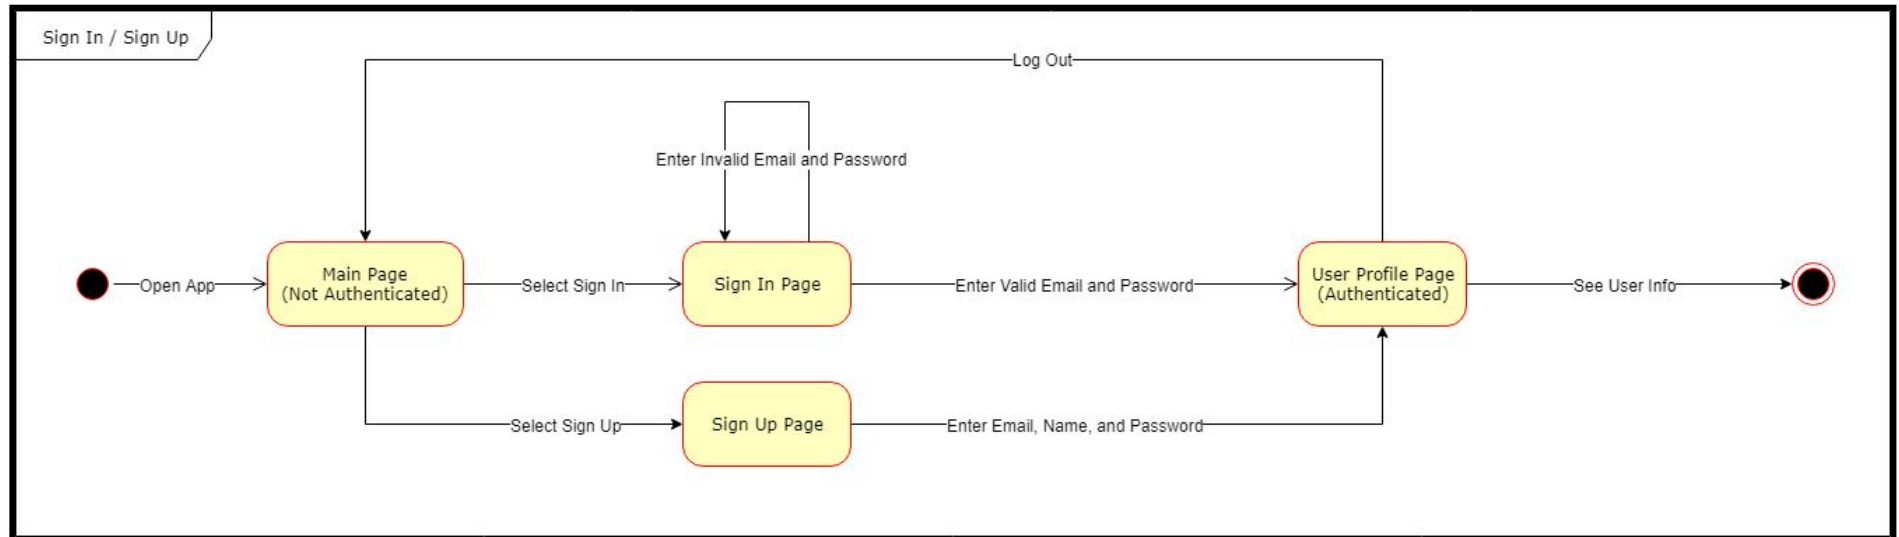 Sign In / Sign Up
Log Out
Enter Invalid Email and Password
Open App
Main Page
(Not Authenticated)
Select Sign In
Sign In Page
Enter Valid Email and Password
User Profile Page
(Authenticated)
See User Info
Select Sign Up
Sign Up Page
Enter Email, Name, and Password